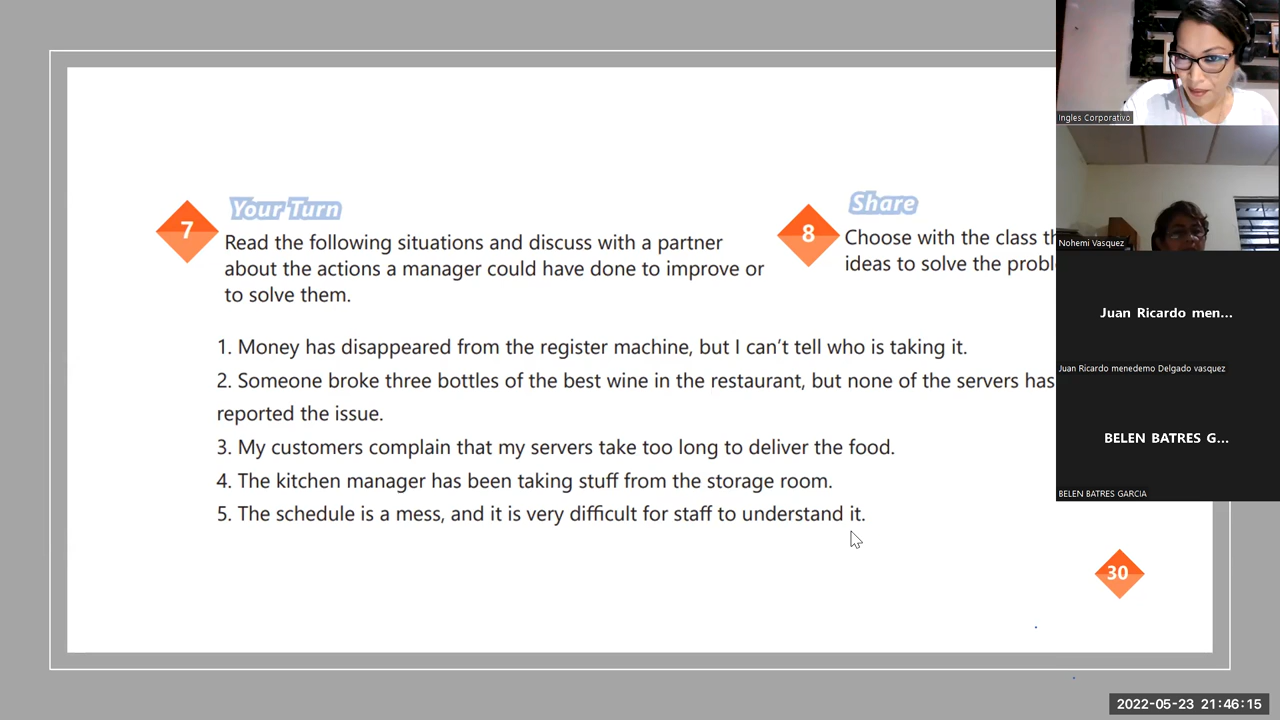 7
Your Turn
Read the following situations and discuss with a partner
about the actions a manager could have done to improve or
to solve them.
8
Share
Choose with the class th
ideas to solve the proble
1. Money has disappeared from the register machine, but I can't tell who is taking it.
2. Someone broke three bottles of the best wine in the restaurant, but none of the servers has
reported the issue.
3. My customers complain that my servers take too long to deliver the food.
4. The kitchen manager has been taking stuff from the storage room.
5. The schedule is a mess, and it is very difficult for staff to understand it.
30
Ingles Corporativo
Nohemi Vasquez
Juan Ricardo men...
Juan Ricardo menedemo Delgado vasquez
BELEN BATRES G...
BELEN BATRES GARCIA
2022-05-23 21:46:15